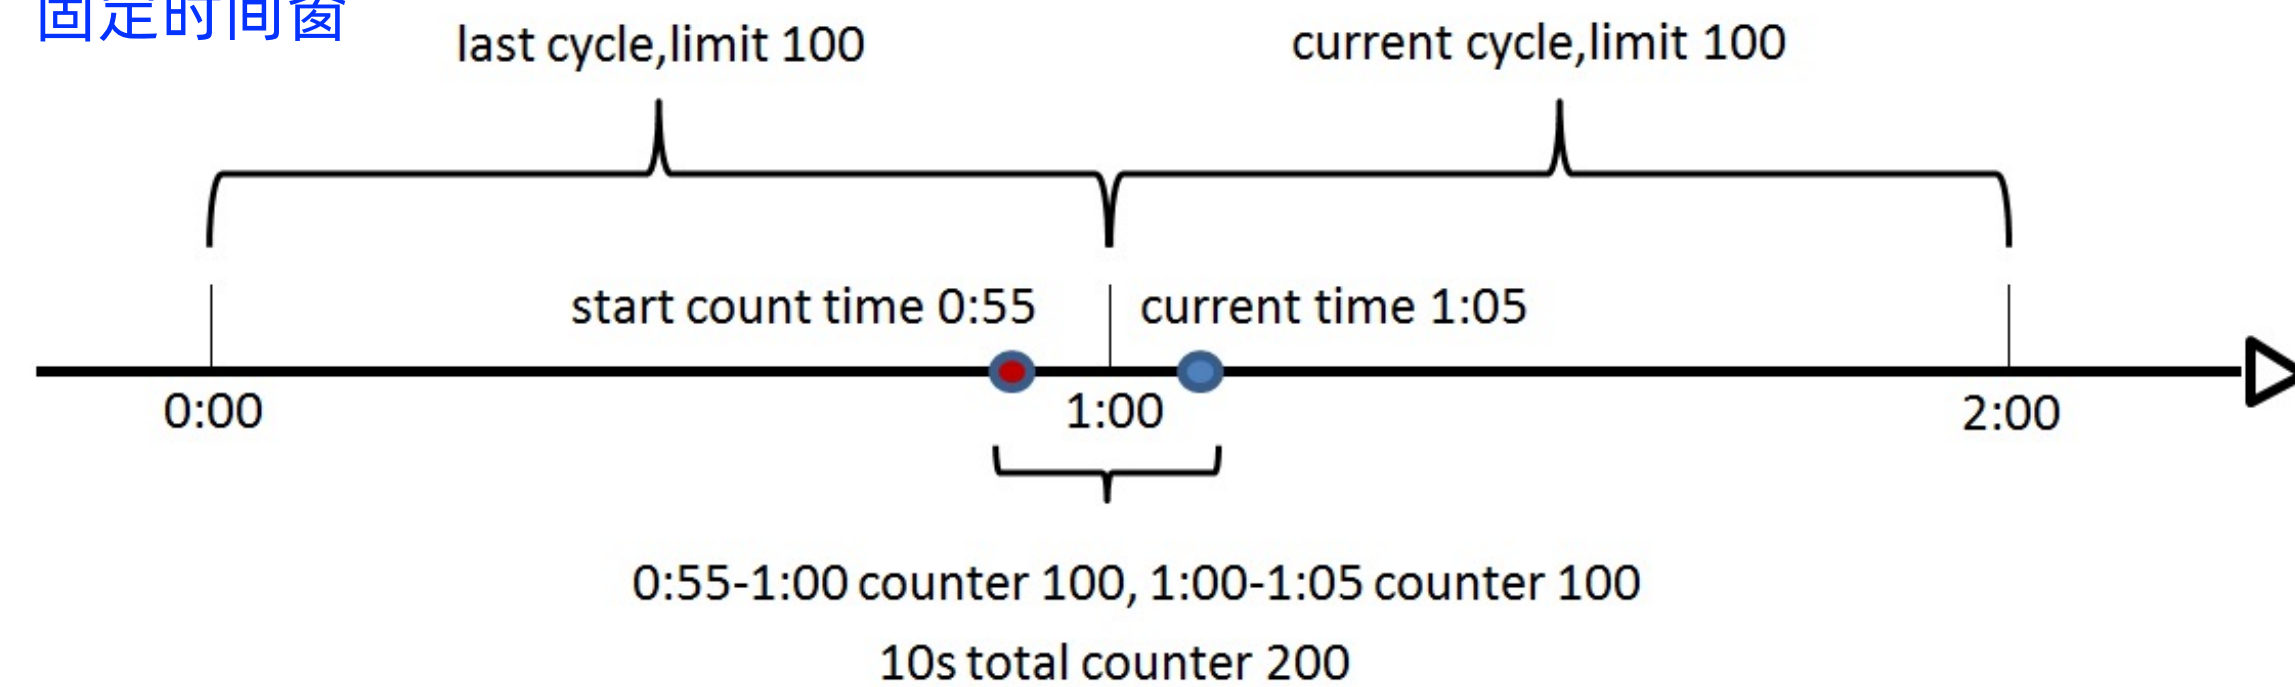 固定时间窗
last cycle,limit 100
current cycle,limit 100
start count time 0:55
current time 1:05
0:00
1:00
2:00
0:55-1:00 counter 100, 1:00-1:05 counter 100
10s total counter 200